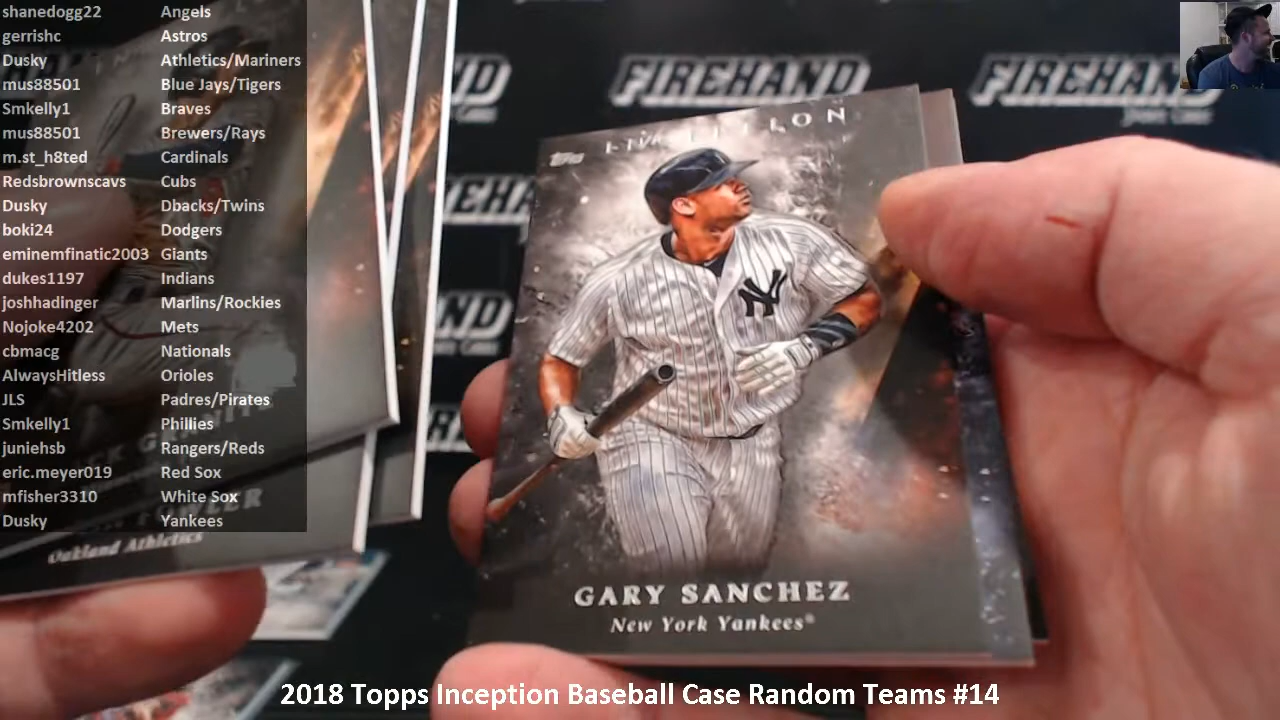 shanedogg22 Angels
gerrishc Astros
Dusky Athletics/Mariners
mus88501 Blue Jays/Tigers
Smkelly1 Braves
mus88501 Brewers/Rays
m.st_h8ted Cardinals
Redsbrownscavs Cubs
Dusky Dbacks/Twins
boki24 Dodgers
eminemfinatic2003 Giants
dukes1197 Indians
joshhadinger Marlins/Rockies
Nojoke4202 Mets
cbmacg Nationals
AlwaysHitless Orioles
JLS Padres/Pirates
Smkelly1 Phillies
juniehsb Rangers/Reds
eric.meyer019 Red Sox
mfisher3310 White Sox
Dusky Yankees
Oakland Athletics
FIREHAND
FIREHAND
Topps
NY
GARY SANCHEZ
New York Yankees®
2018 Topps Inception Baseball Case Random Teams #14